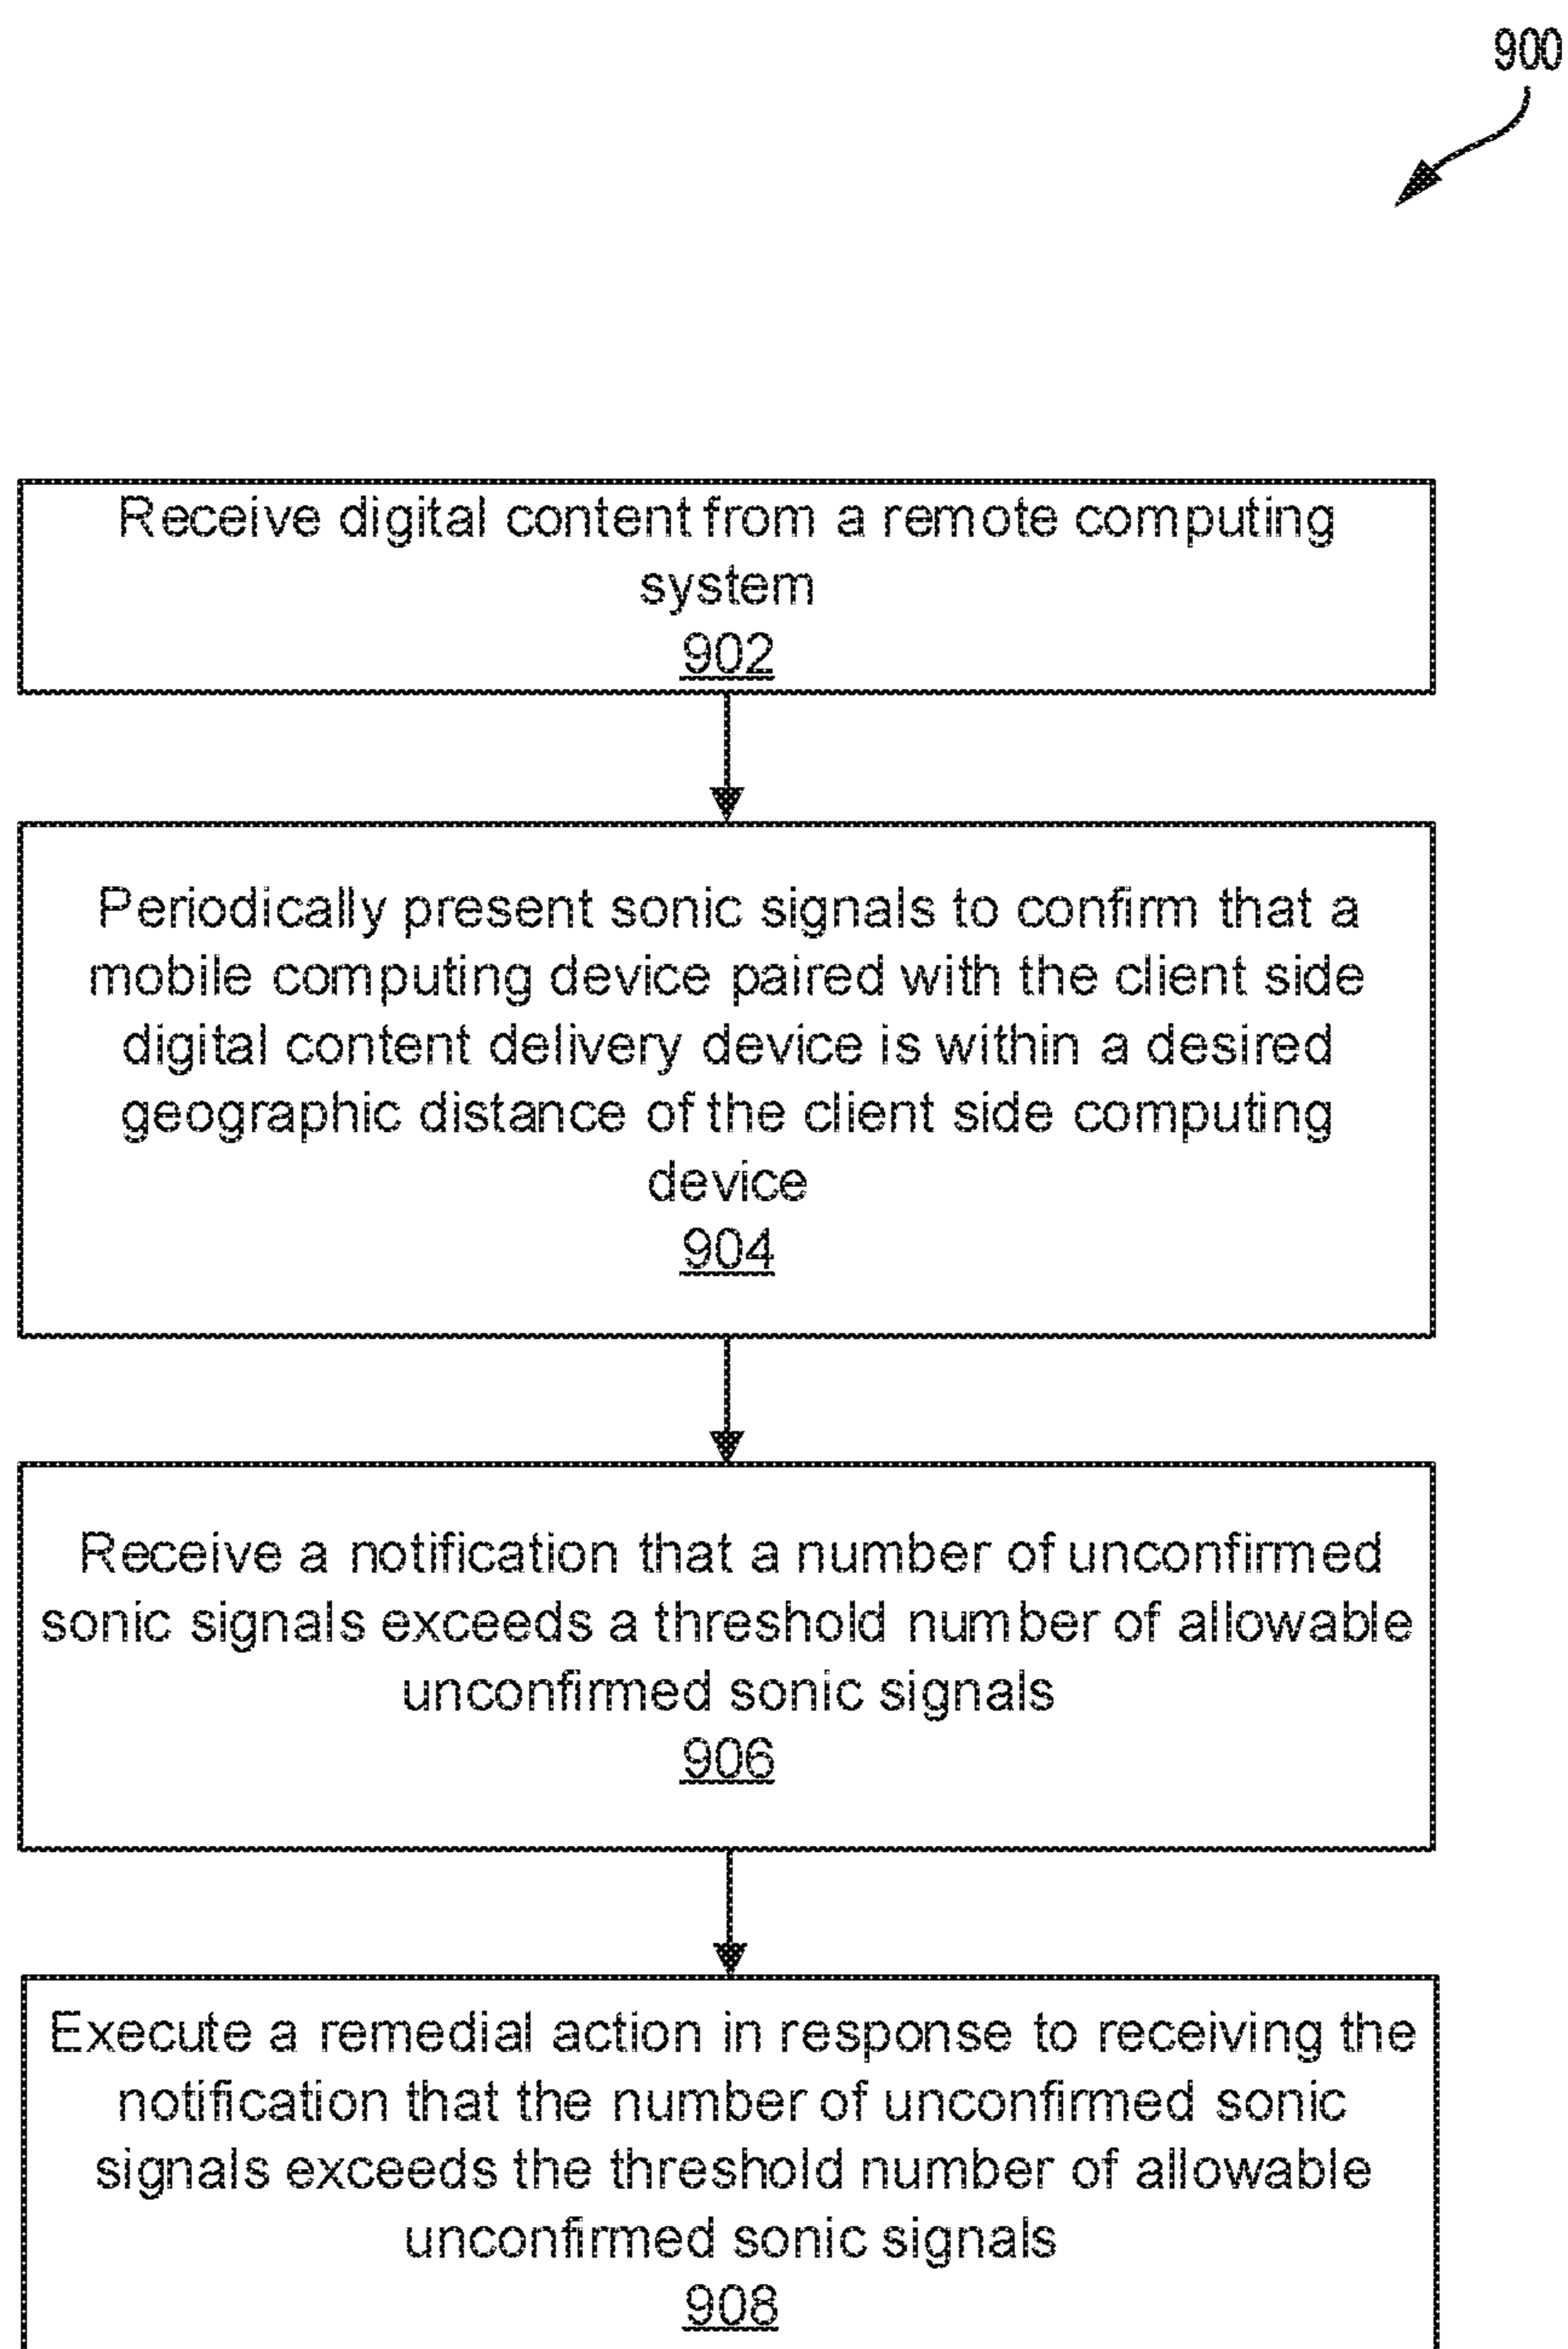 900
Receive digital content from a remote computing
system
902
Periodically present sonic signals to confirm that a
mobile computing device paired with the client side
digital content delivery device is within a desired
geographic distance of the client side computing
device
904
Receive a notification that a number of unconfirmed
sonic signals exceeds a threshold number of allowable
unconfirmed sonic signals
906
Execute a remedial action in response to receiving the
notification that the number of unconfirmed sonic
signals exceeds the threshold number of allowable
unconfirmed sonic signals
908